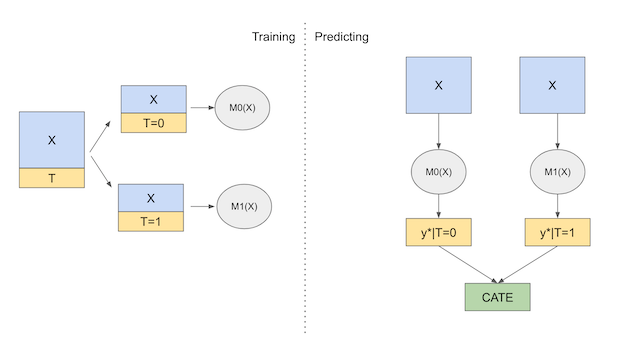 Training
Predicting
X
T
X
T=0
M0(X)
X
T=1
M1(X)
X
X
M0(X)
M1(X)
y*|T=0
y*|T=1
CATE